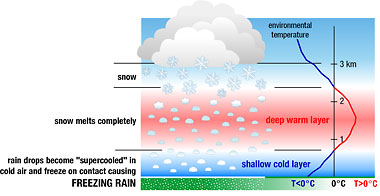 environmental
temperature
3 km
snow
2
snow melts completely
deep warm layer
1
rain drops become "supercooled" in
cold air and freeze on contact causing
shallow cold layer
FREEZING RAIN
T<0°C 0°C T>0°C